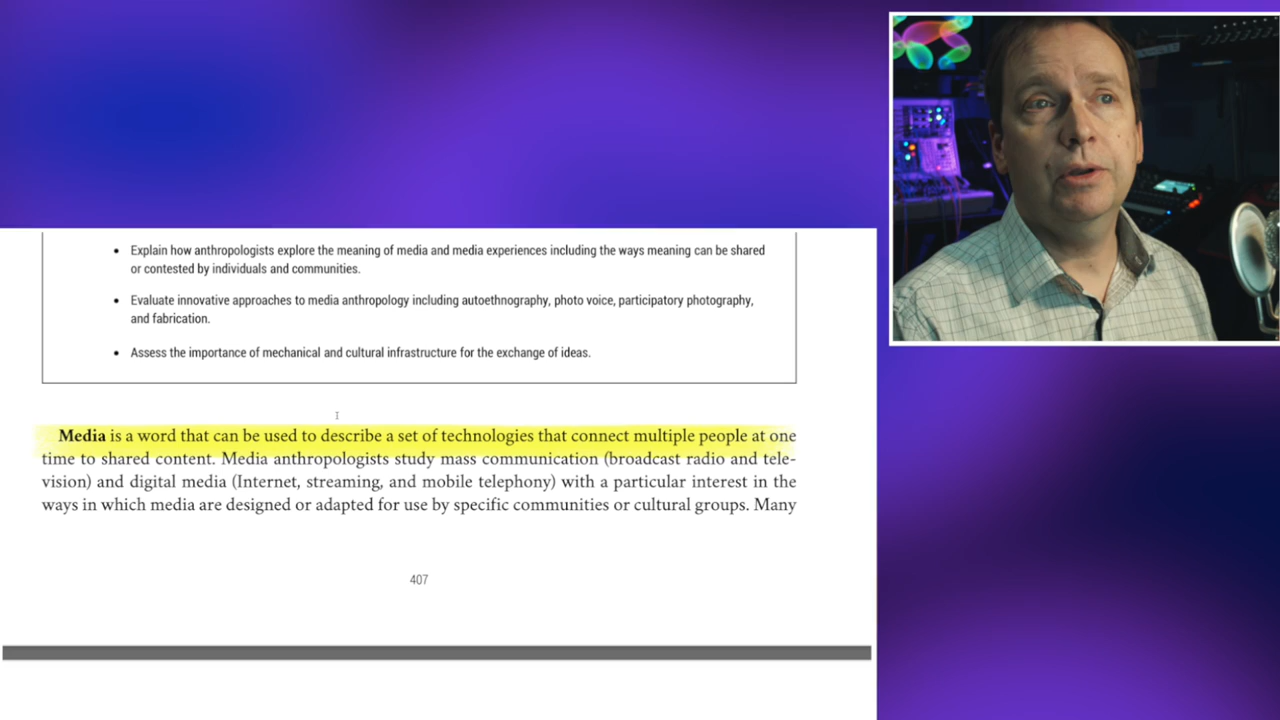 • Explain how anthropologists explore the meaning of media and media experiences including the ways meaning can be shared
or contested by individuals and communities.
• Evaluate innovative approaches to media anthropology including autoethnography, photo voice, participatory photography,
and fabrication.
• Assess the importance of mechanical and cultural infrastructure for the exchange of ideas.
Media is a word that can be used to describe a set of technologies that connect multiple people at one
time to shared content. Media anthropologists study mass communication (broadcast radio and tele-
vision) and digital media (Internet, streaming, and mobile telephony) with a particular interest in the
ways in which media are designed or adapted for use by specific communities or cultural groups. Many
407